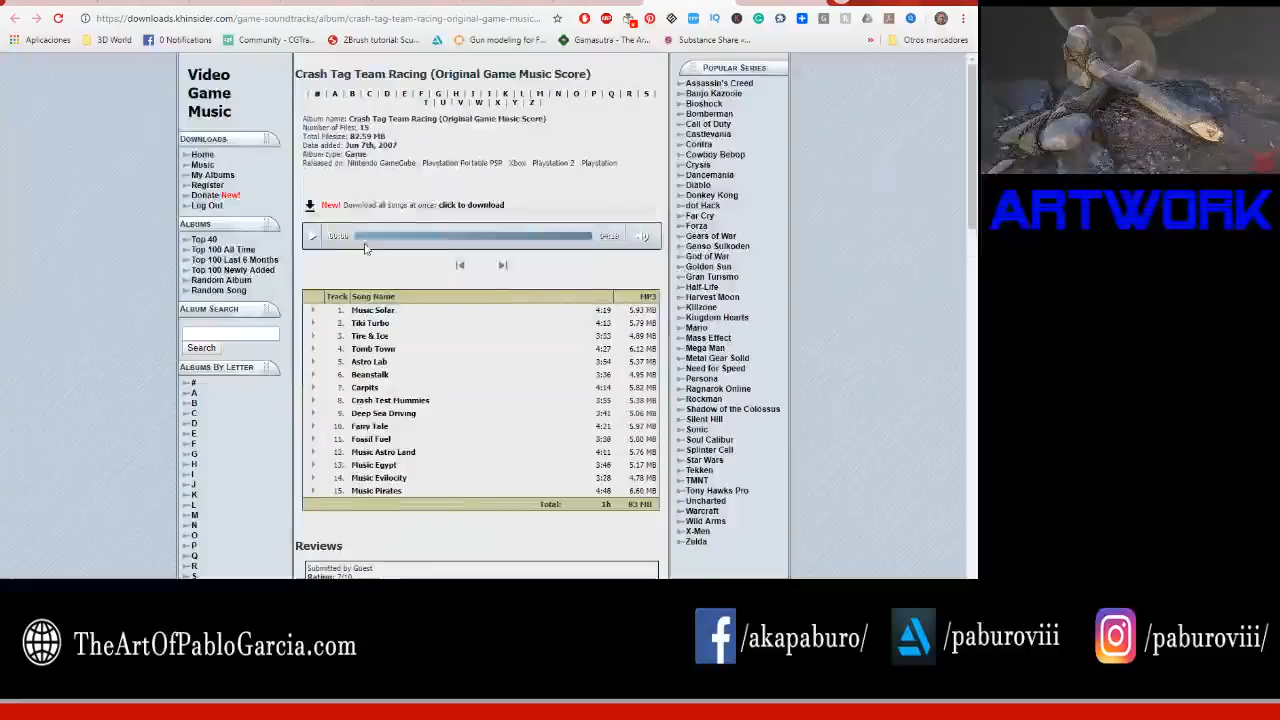 https://downloads.khinsider.com/game-soundtracks/album/crash-tag-team-racing-original-game-music...
Aplicaciones
3D World
0 Notifications
Community - CGTra...
ZBrush tutorial: Scu...
Gun modeling for F...
Gamasutra - The Ar...
Substance Share «...
»
Otros marcadores
Video
Game
Music
DOWNLOADS
Home
Music
My Albums
Register
Donate New!
Log Out
ALBUMS
Top 40
Top 100 All Time
Top 100 Last 6 Months
Top 100 Newly Added
Random Album
Random Song
ALBUM SEARCH
Search
ALBUMS BY LETTER
#
A
B
C
D
E
F
G
H
I
J
K
L
M
N
O
P
Q
R
S
Crash Tag Team Racing (Original Game Music Score)
| # | A | B | C | D | E | F | G | H | I | J | K | L | M | N | O | P | Q | R | S |
T | U | V | W | X | Y | Z |
Album name: Crash Tag Team Racing (Original Game Music Score)
Number of Files: 15
Total Filesize: 82.59 MB
Date added: Jun 7th, 2007
Album type: Game
Released on: Nintendo GameCube Playstation Portable PSP Xbox Playstation 2 Playstation
New! Download all songs at once: click to download
00:00
Track Song Name MP3
1. Music Solar 4:19 5.93 MB
2. Tiki Turbo 4:13 5.79 MB
3. Tire & Ice 3:33 4.89 MB
4. Tomb Town 4:27 6.12 MB
5. Astro Lab 3:54 5.37 MB
6. Beanstalk 3:36 4.95 MB
7. Carpits 4:14 5.82 MB
8. Crash Test Mummies 3:55 5.38 MB
9. Deep Sea Driving 3:41 5.06 MB
10. Fairy Tale 4:21 5.97 MB
11. Fossil Fuel 3:38 5.00 MB
12. Music Astro Land 4:11 5.76 MB
13. Music Egypt 3:46 5.17 MB
14. Music Evilocity 3:28 4.78 MB
15. Music Pirates 4:48 6.60 MB
Total: 1h 83 MB
Reviews
Submitted by Guest
Rating: 7/10
POPULAR SERIES
Assassin's Creed
Banjo Kazooie
Bioshock
Bomberman
Call of Duty
Castlevania
Contra
Cowboy Bebop
Crysis
Dancemania
Diablo
Donkey Kong
dot Hack
Far Cry
Forza
Gears of War
Genso Suikoden
God of War
Golden Sun
Gran Turismo
Half-Life
Harvest Moon
Killzone
Kingdom Hearts
Mario
Mass Effect
Mega Man
Metal Gear Solid
Need for Speed
Persona
Ragnarok Online
Rockman
Shadow of the Colossus
Silent Hill
Sonic
Soul Calibur
Splinter Cell
Star Wars
Tekken
TMNT
Tony Hawks Pro
Uncharted
Warcraft
Wild Arms
X-Men
Zelda
ARTWORK
TheArtOfPabloGarcia.com
/akapaburo/
/paburoviii
/paburoviii/